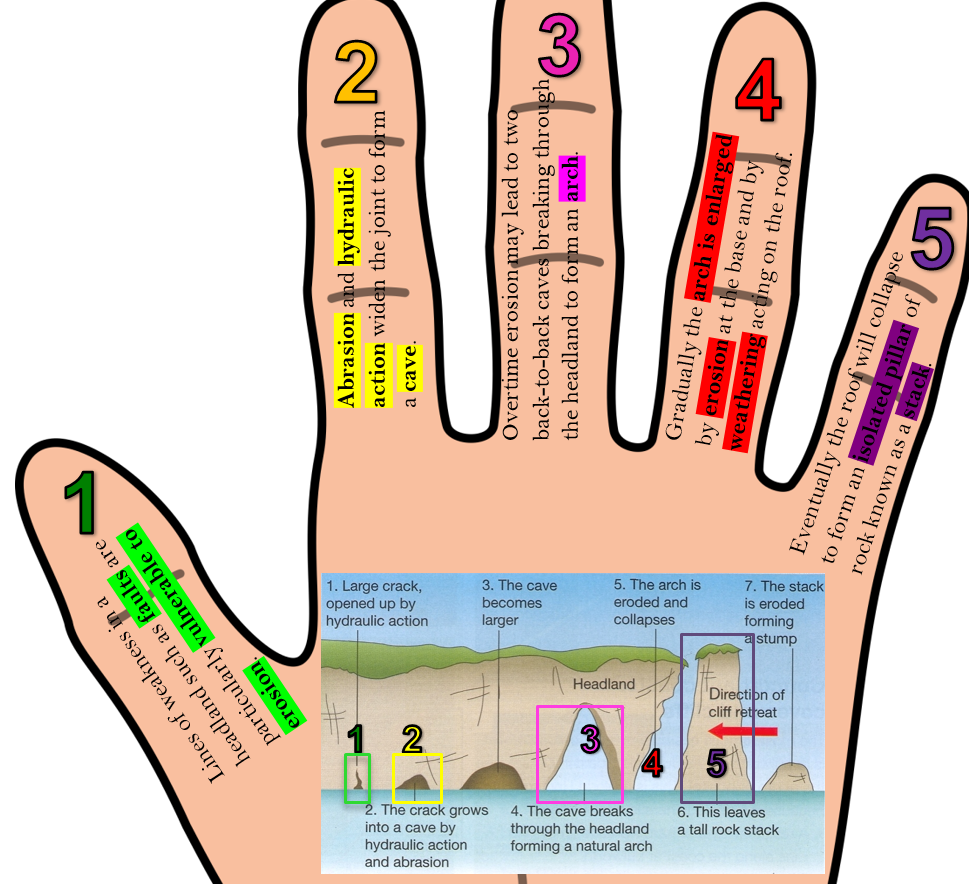 1
Lines of weakness in a
headland such as faults are
particularly vulnerable to
erosion.
2
Abrasion and hydraulic
action widen the joint to form
a cave.
3
Overtime erosion may lead to two
back-to-back caves breaking through
the headland to form an arch.
4
Gradually the arch is enlarged
by erosion at the base and by
weathering acting on the roof.
5
Eventually the roof will collapse
to form an isolated pillar of
rock known as a stack.
1. Large crack,
opened up by
hydraulic action
3. The cave
becomes
larger
5. The arch is
eroded and
collapses
7. The stack
is eroded
forming
a stump
Headland
Direction of
cliff retreat
1
2
3
4
5
2. The crack grows
into a cave by
hydraulic action
and abrasion
4. The cave breaks
through the headland
forming a natural arch
6. This leaves
a tall rock stack